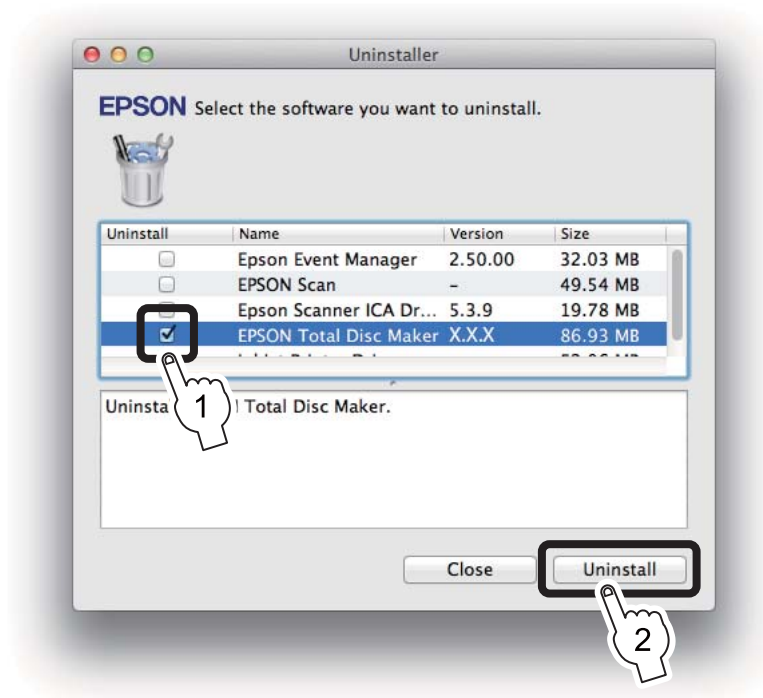 Uninstaller
EPSON Select the software you want to uninstall.
Uninstall Name Version Size
Epson Event Manager 2.50.00 32.03 MB
EPSON Scan – 49.54 MB
Epson Scanner ICA Dr... 5.3.9 19.78 MB
EPSON Total Disc Maker X.X.X 86.93 MB
1
Total Disc Maker.
Close Uninstall
2